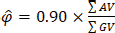 φ̂ = 0.90 × ∑ AV / ∑ GV